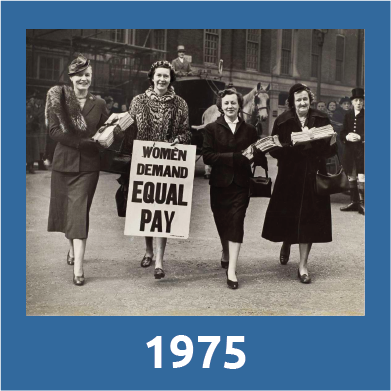 WOMEN
DEMAND
EQUAL
PAY
1975